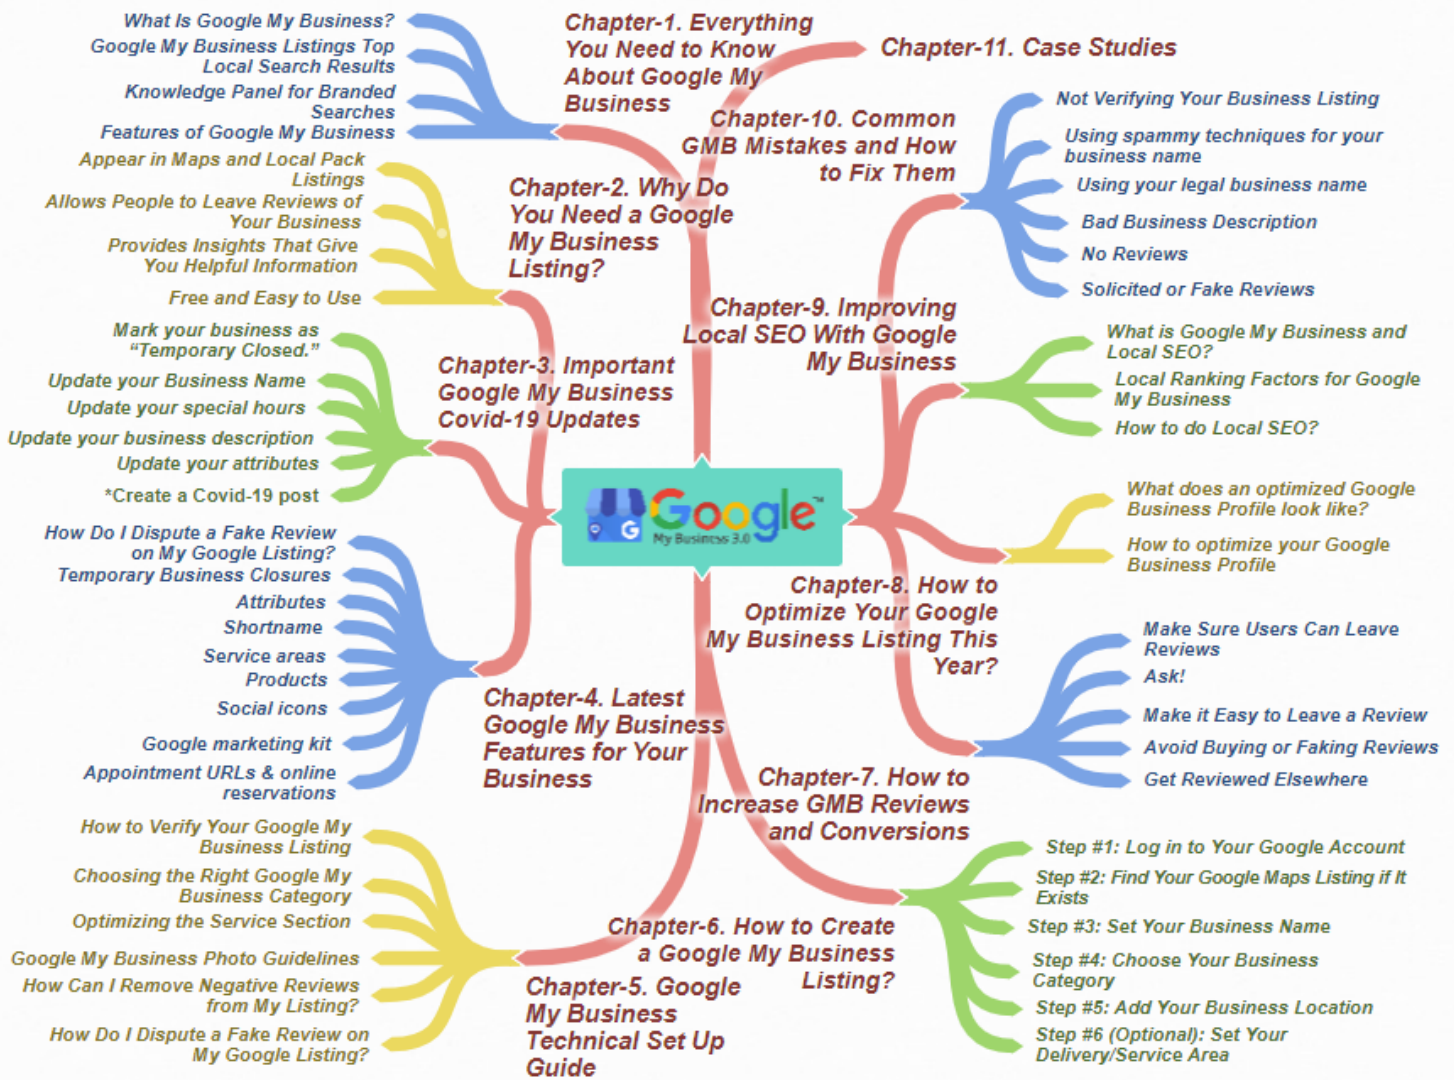 What Is Google My Business?
Google My Business Listings Top
Local Search Results
Knowledge Panel for Branded
Searches
Features of Google My Business
Chapter-1. Everything
You Need to Know
About Google My
Business
Appear in Maps and Local Pack
Listings
Allows People to Leave Reviews of
Your Business
Provides Insights That Give
You Helpful Information
Free and Easy to Use
Chapter-2. Why Do
You Need a Google
My Business
Listing?
Mark your business as
“Temporary Closed.”
Update your Business Name
Update your special hours
Update your business description
Update your attributes
*Create a Covid-19 post
Chapter-3. Important
Google My Business
Covid-19 Updates
How Do I Dispute a Fake Review
on My Google Listing?
Temporary Business Closures
Attributes
Shortname
Service areas
Products
Social icons
Google marketing kit
Appointment URLs & online
reservations
Chapter-4. Latest
Google My Business
Features for Your
Business
How to Verify Your Google My
Business Listing
Choosing the Right Google My
Business Category
Optimizing the Service Section
Google My Business Photo Guidelines
How Can I Remove Negative Reviews
from My Listing?
How Do I Dispute a Fake Review on
My Google Listing?
Chapter-5. Google
My Business
Technical Set Up
Guide
G
Google™
My Business 3.0
Chapter-11. Case Studies
Chapter-10. Common
GMB Mistakes and How
to Fix Them
Not Verifying Your Business Listing
Using spammy techniques for your
business name
Using your legal business name
Bad Business Description
No Reviews
Solicited or Fake Reviews
Chapter-9. Improving
Local SEO With Google
My Business
What is Google My Business and
Local SEO?
Local Ranking Factors for Google
My Business
How to do Local SEO?
Chapter-8. How to
Optimize Your Google
My Business Listing This
Year?
What does an optimized Google
Business Profile look like?
How to optimize your Google
Business Profile
Chapter-7. How to
Increase GMB Reviews
and Conversions
Make Sure Users Can Leave
Reviews
Ask!
Make it Easy to Leave a Review
Avoid Buying or Faking Reviews
Get Reviewed Elsewhere
Chapter-6. How to Create
a Google My Business
Listing?
Step #1: Log in to Your Google Account
Step #2: Find Your Google Maps Listing if It
Exists
Step #3: Set Your Business Name
Step #4: Choose Your Business
Category
Step #5: Add Your Business Location
Step #6 (Optional): Set Your
Delivery/Service Area